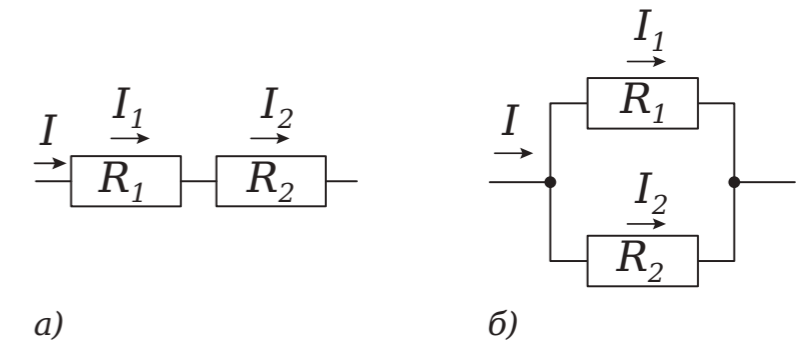 I I₁ I₂
R₁ R₂
а)
I₁
I R₁
I₂
R₂
б)